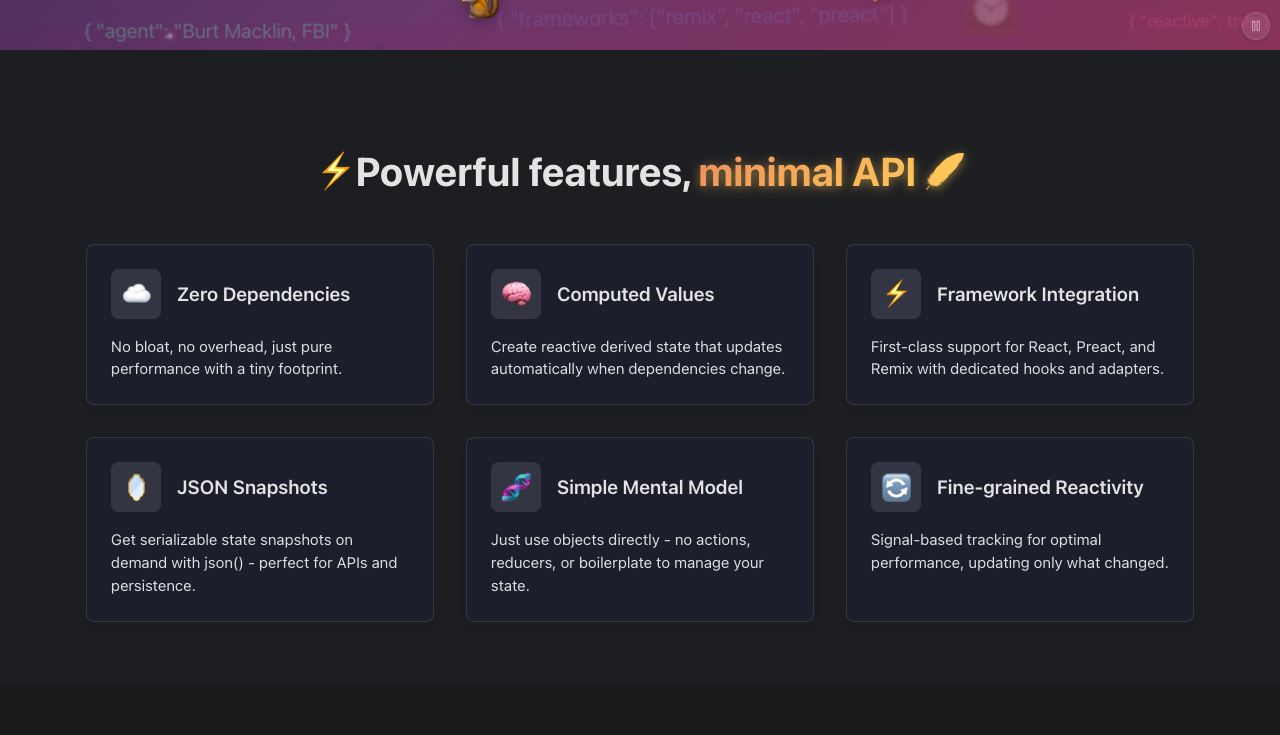 { "agent": "Burt Macklin, FBI" }
{ "frameworks": ["remix", "react", "preact"] }
{ "reactive":
⚡Powerful features, minimal API 🪶
Zero Dependencies
No bloat, no overhead, just pure
performance with a tiny footprint.
Computed Values
Create reactive derived state that updates
automatically when dependencies change.
Framework Integration
First-class support for React, Preact, and
Remix with dedicated hooks and adapters.
JSON Snapshots
Get serializable state snapshots on
demand with json() - perfect for APIs and
persistence.
Simple Mental Model
Just use objects directly - no actions,
reducers, or boilerplate to manage your
state.
Fine-grained Reactivity
Signal-based tracking for optimal
performance, updating only what changed.